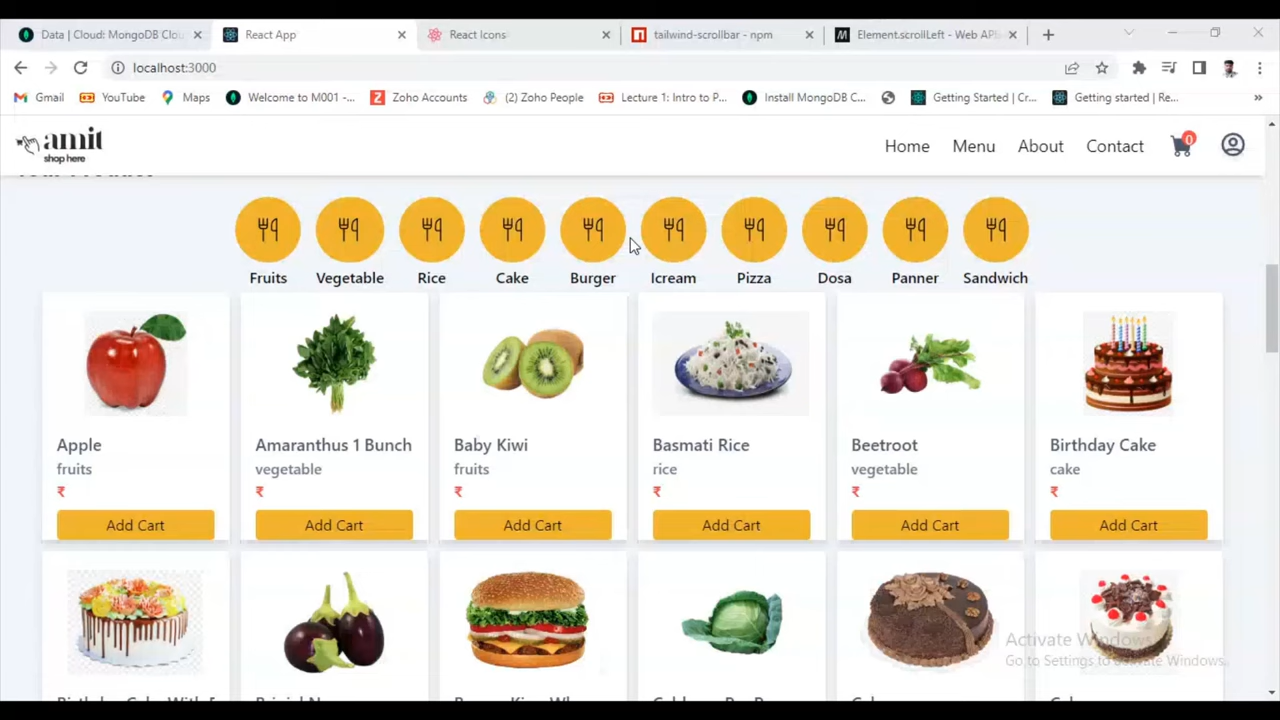 Data | Cloud: MongoDB Clou
React App
React Icons
tailwind-scrollbar - npm
Element.scrollLeft - Web APIs
localhost:3000
Gmail
YouTube
Maps
Welcome to M001 -...
Zoho Accounts
(2) Zoho People
Lecture 1: Intro to P...
Install MongoDB C...
Getting Started | Cr...
Getting started | Re...
»
amit
shop here
Home
Menu
About
Contact
0
Your Product
Fruits
Vegetable
Rice
Cake
Burger
Icream
Pizza
Dosa
Panner
Sandwich
Apple
fruits
₹
Add Cart
Amaranthus 1 Bunch
vegetable
₹
Add Cart
Baby Kiwi
fruits
₹
Add Cart
Basmati Rice
rice
₹
Add Cart
Beetroot
vegetable
₹
Add Cart
Birthday Cake
cake
₹
Add Cart
Activate Windows
Go to Settings to activate Windows.